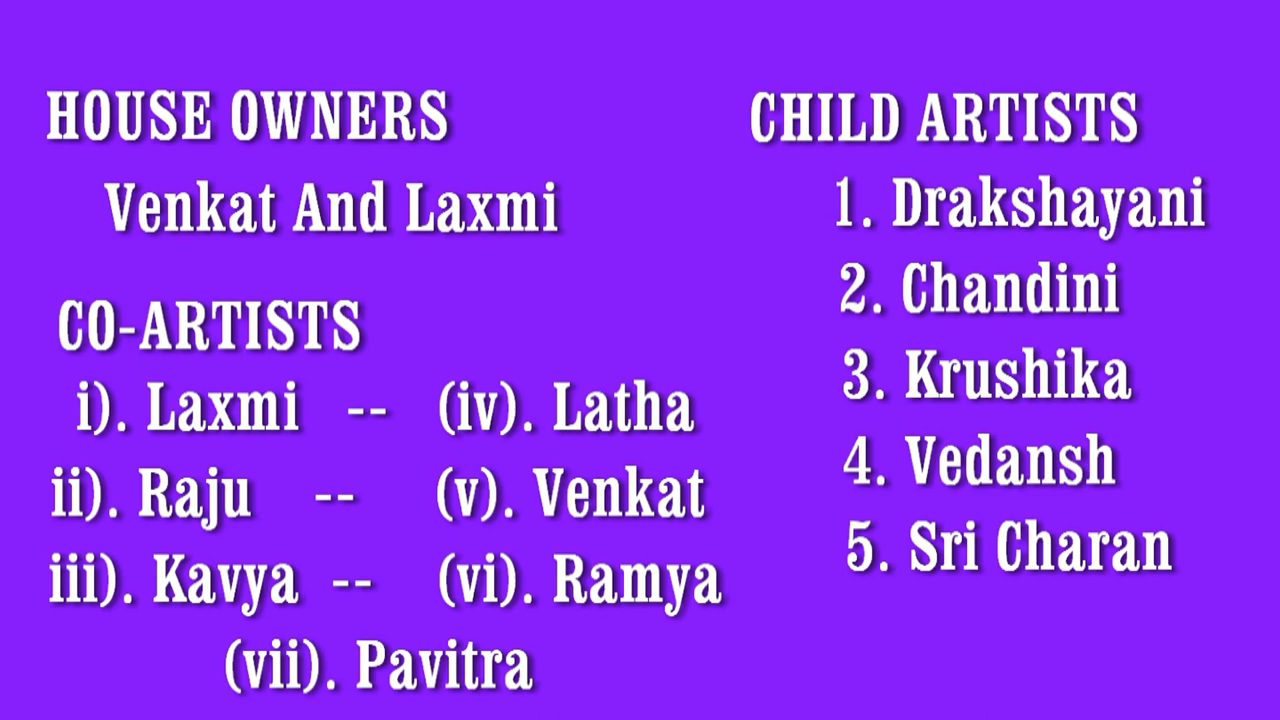 HOUSE OWNERS
Venkat And Laxmi
CO-ARTISTS
i). Laxmi -- (iv). Latha
ii). Raju -- (v). Venkat
iii). Kavya -- (vi). Ramya
(vii). Pavitra
CHILD ARTISTS
1. Drakshayani
2. Chandini
3. Krushika
4. Vedansh
5. Sri Charan